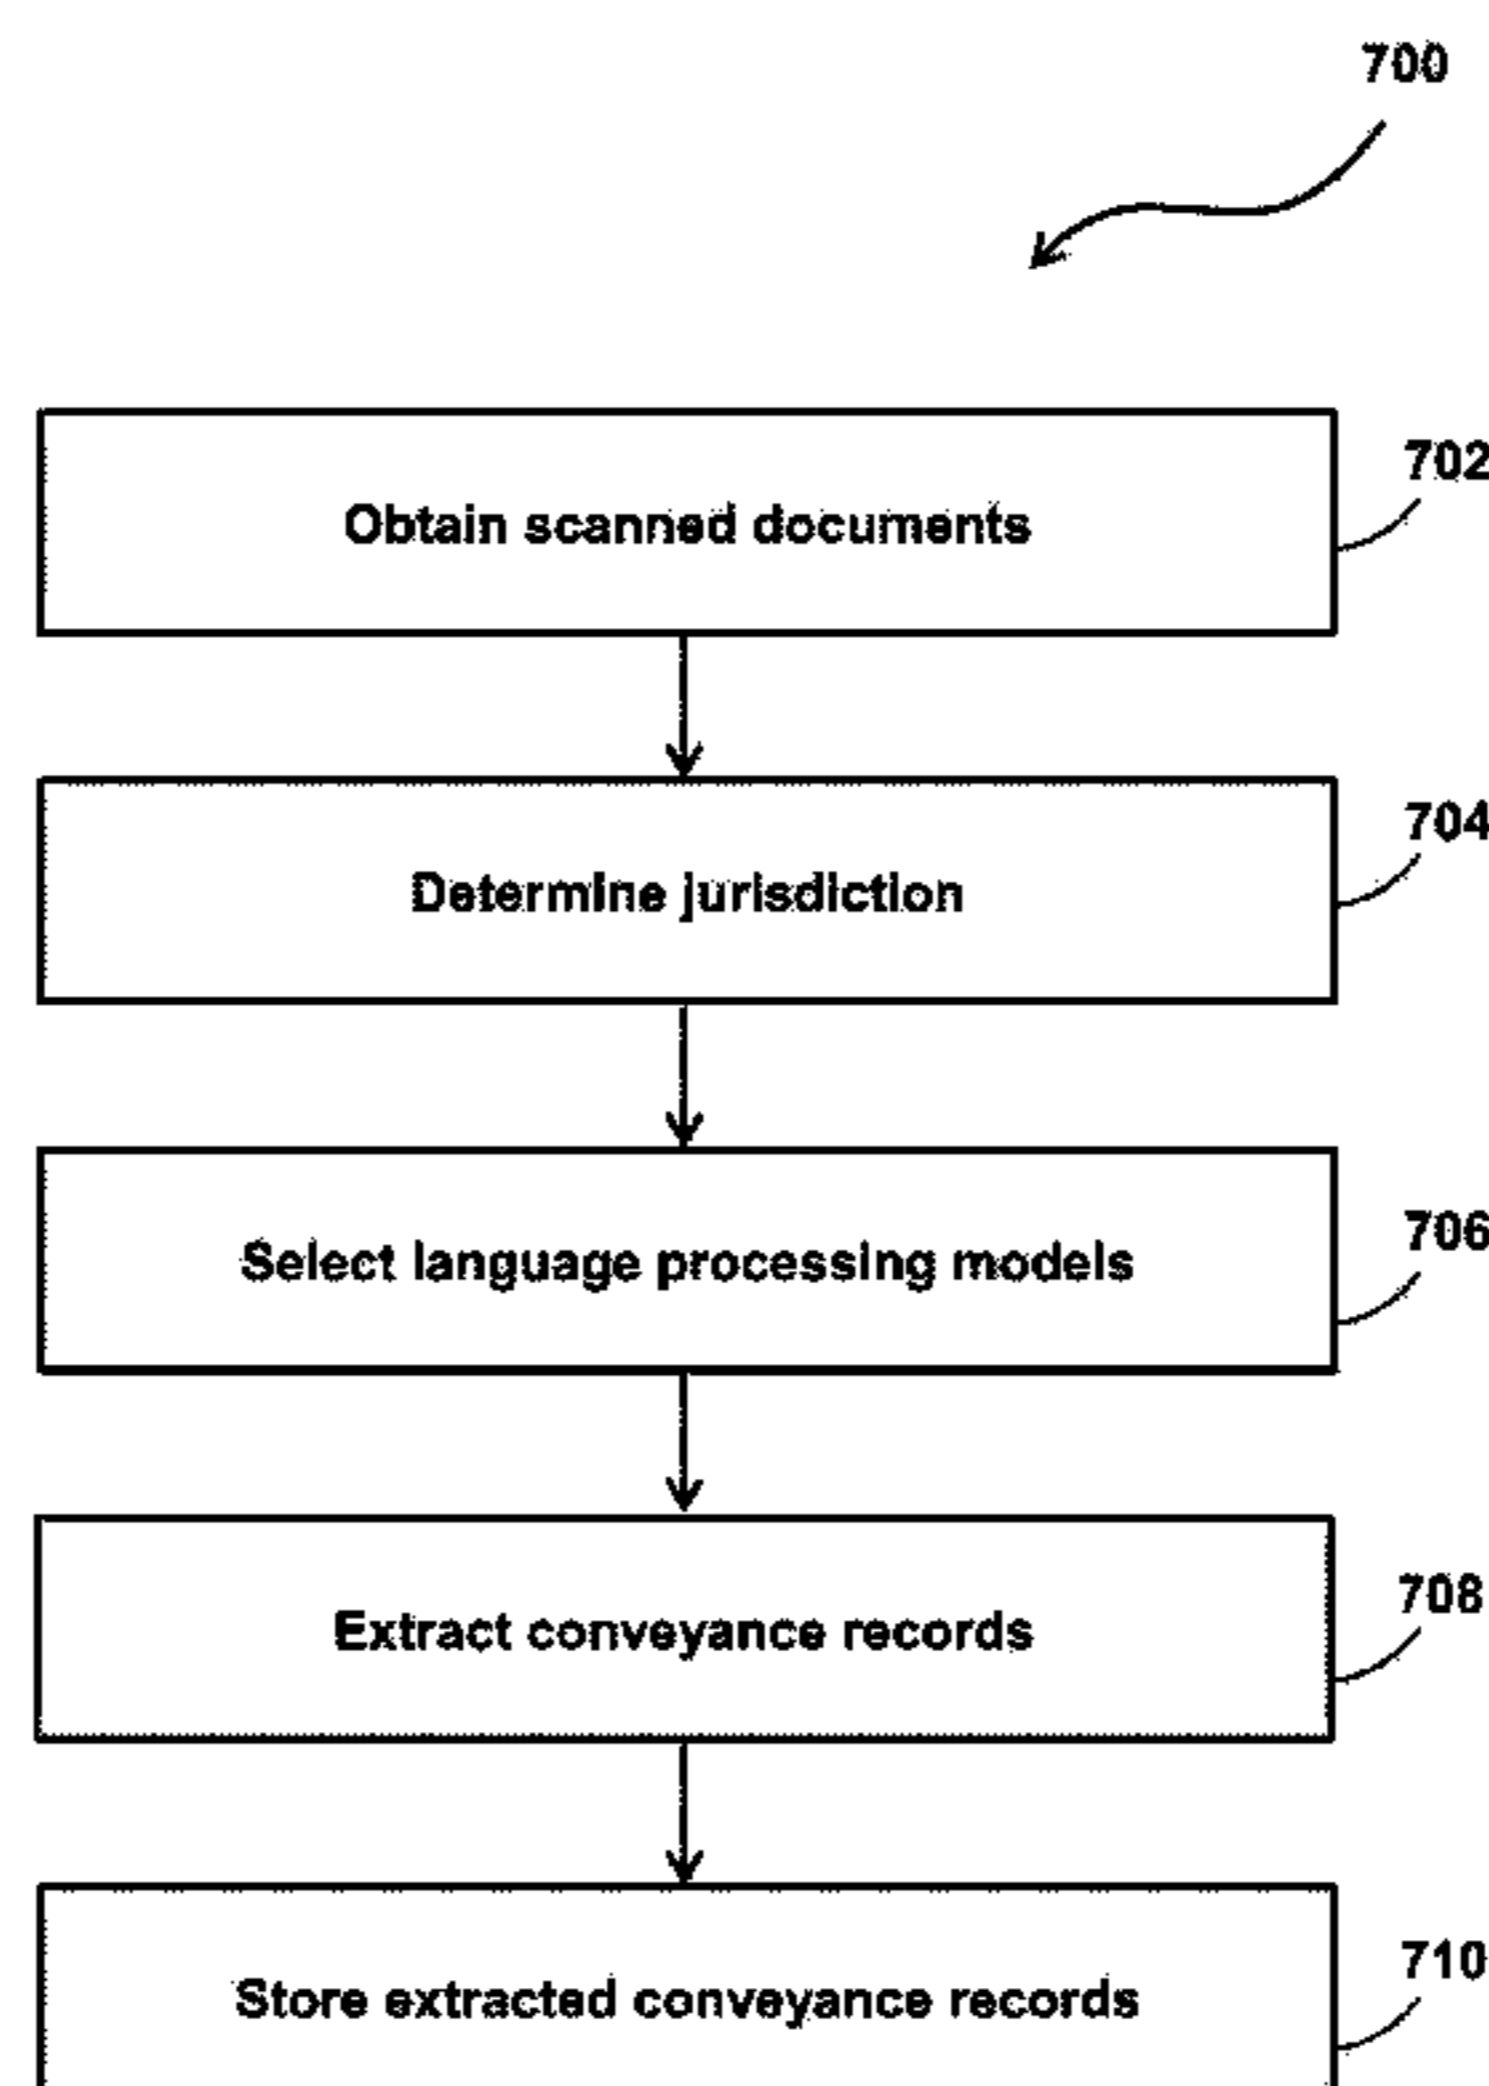 700
702
Obtain scanned documents
704
Determine jurisdiction
706
Select language processing models
708
Extract conveyance records
710
Store extracted conveyance records